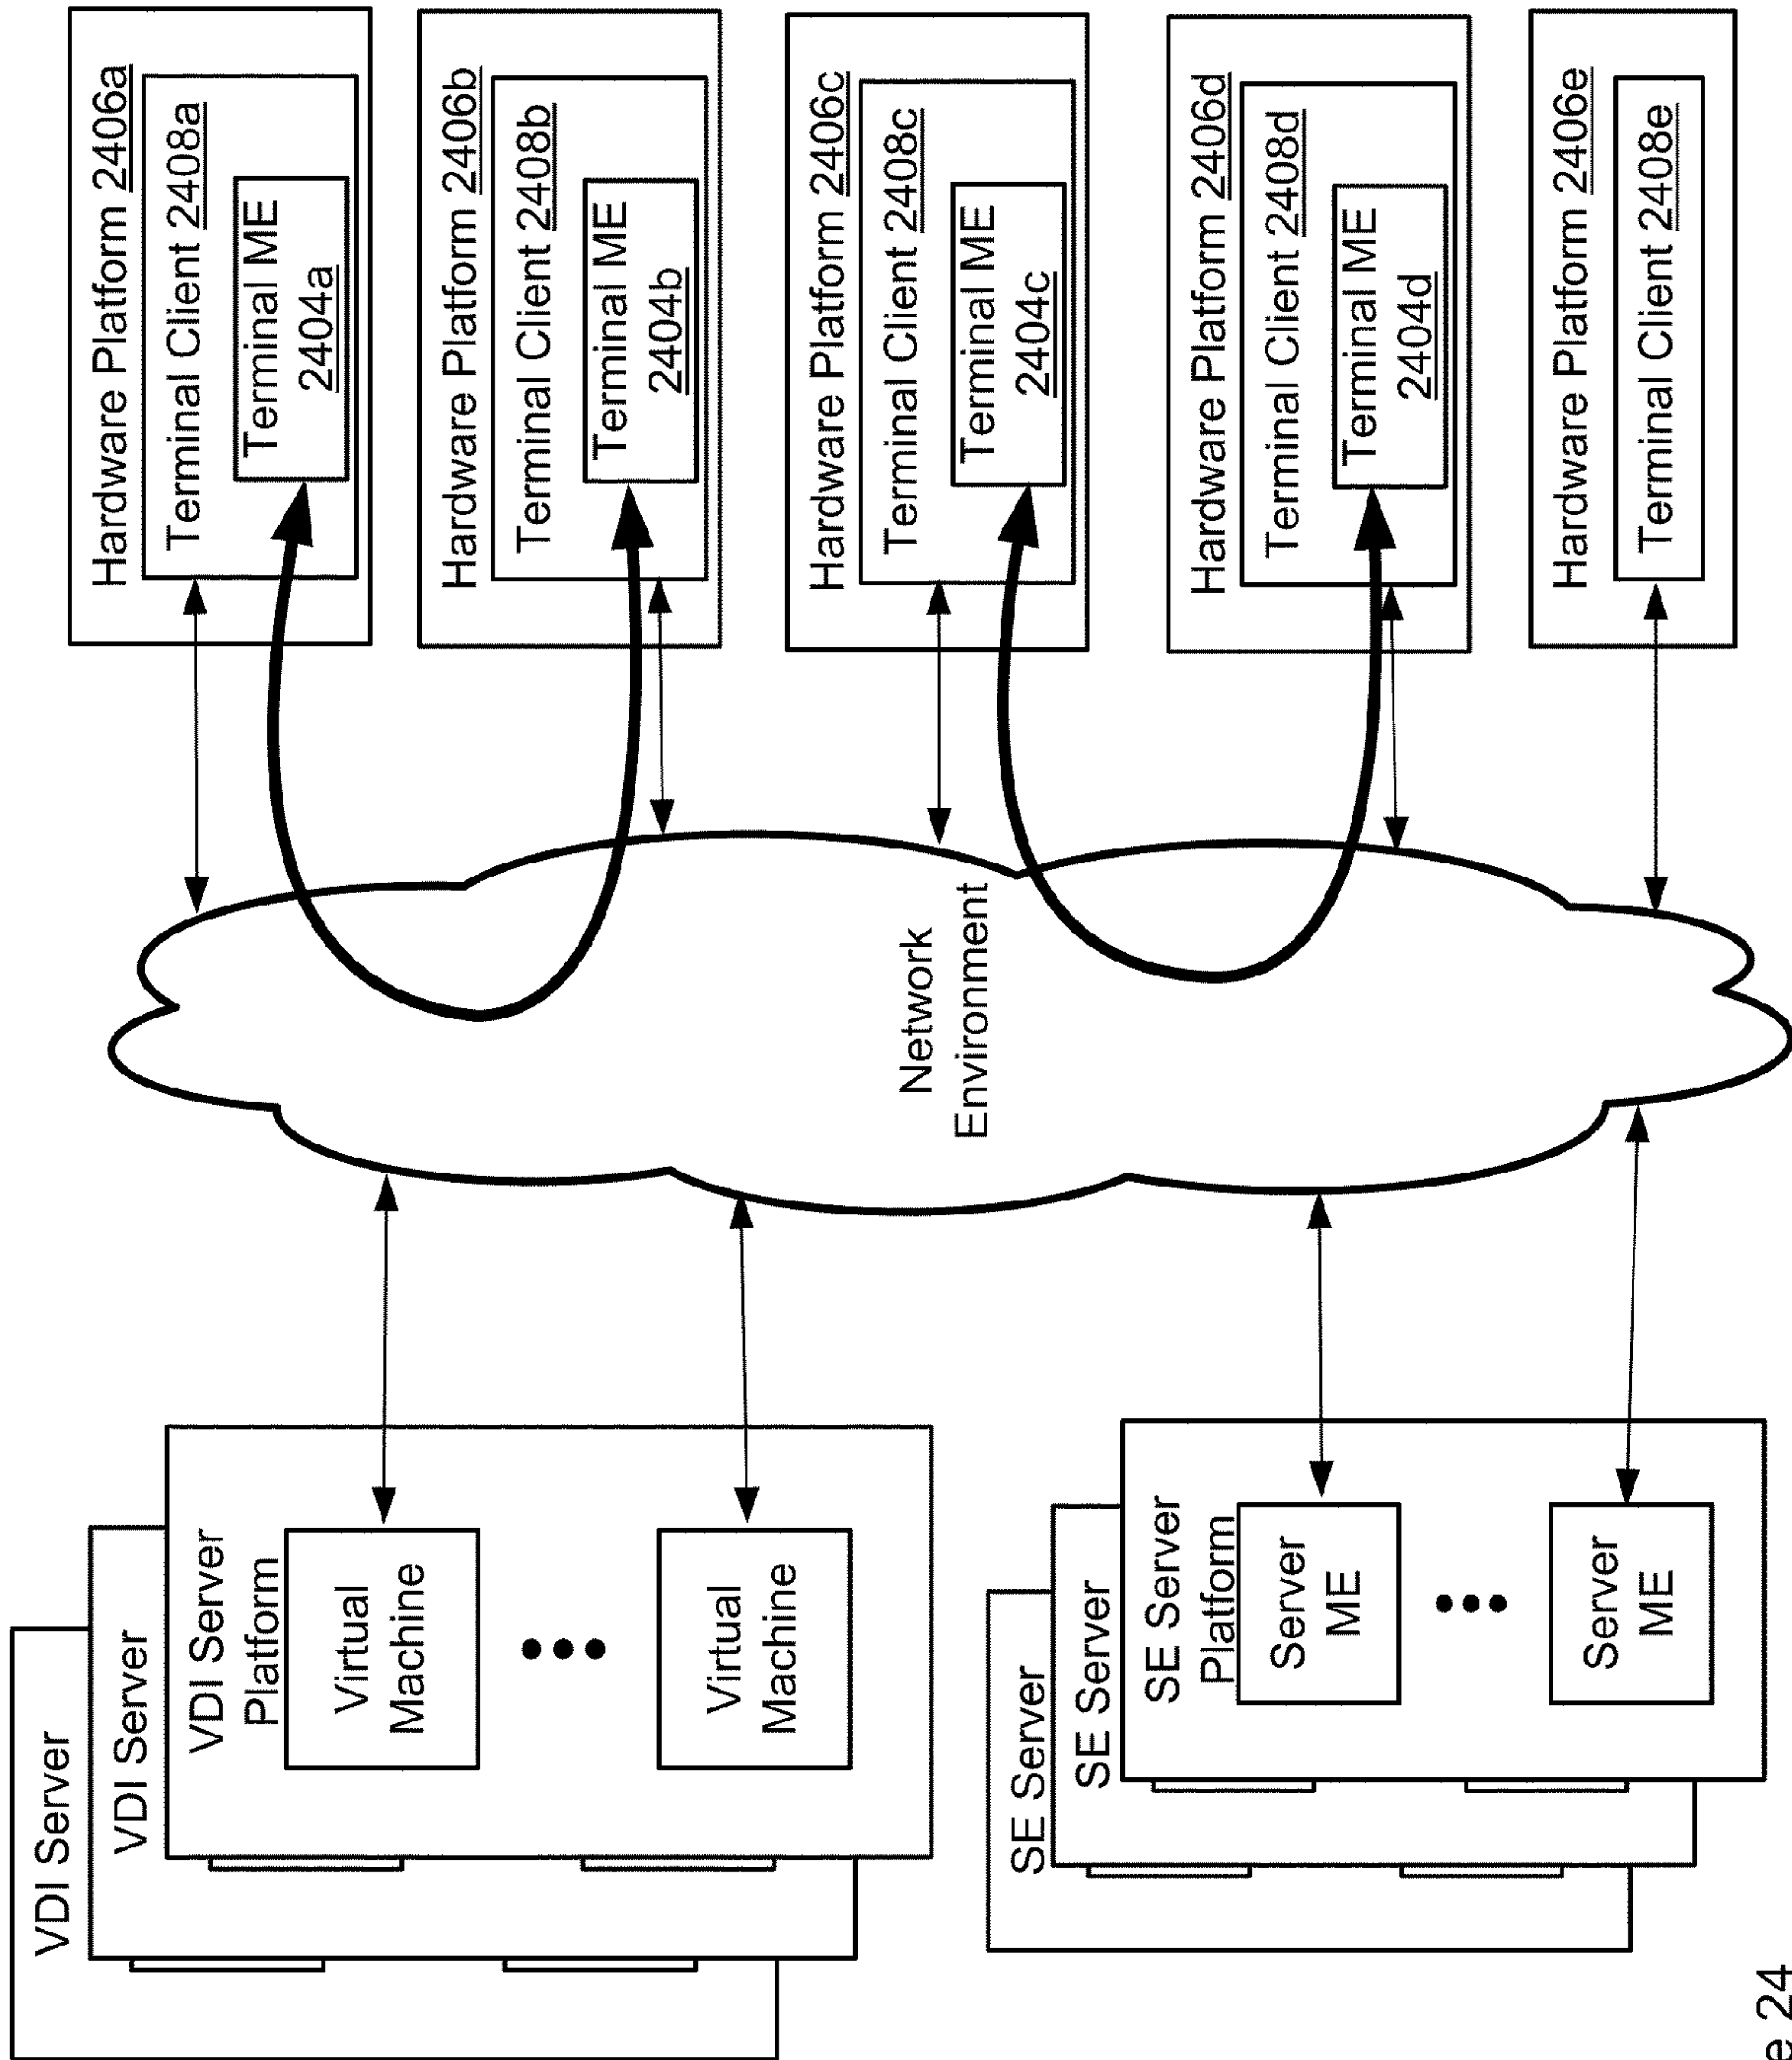 VDI Server
VDI Server
VDI Server
Platform
Virtual
Machine
Virtual
Machine
SE Server
SE Server
SE Server
Platform
Server
ME
Server
ME
Network
Environment
Hardware Platform 2406a
Terminal Client 2408a
Terminal ME
2404a
Hardware Platform 2406b
Terminal Client 2408b
Terminal ME
2404b
Hardware Platform 2406c
Terminal Client 2408c
Terminal ME
2404c
Hardware Platform 2406d
Terminal Client 2408d
Terminal ME
2404d
Hardware Platform 2406e
Terminal Client 2408e
e 24